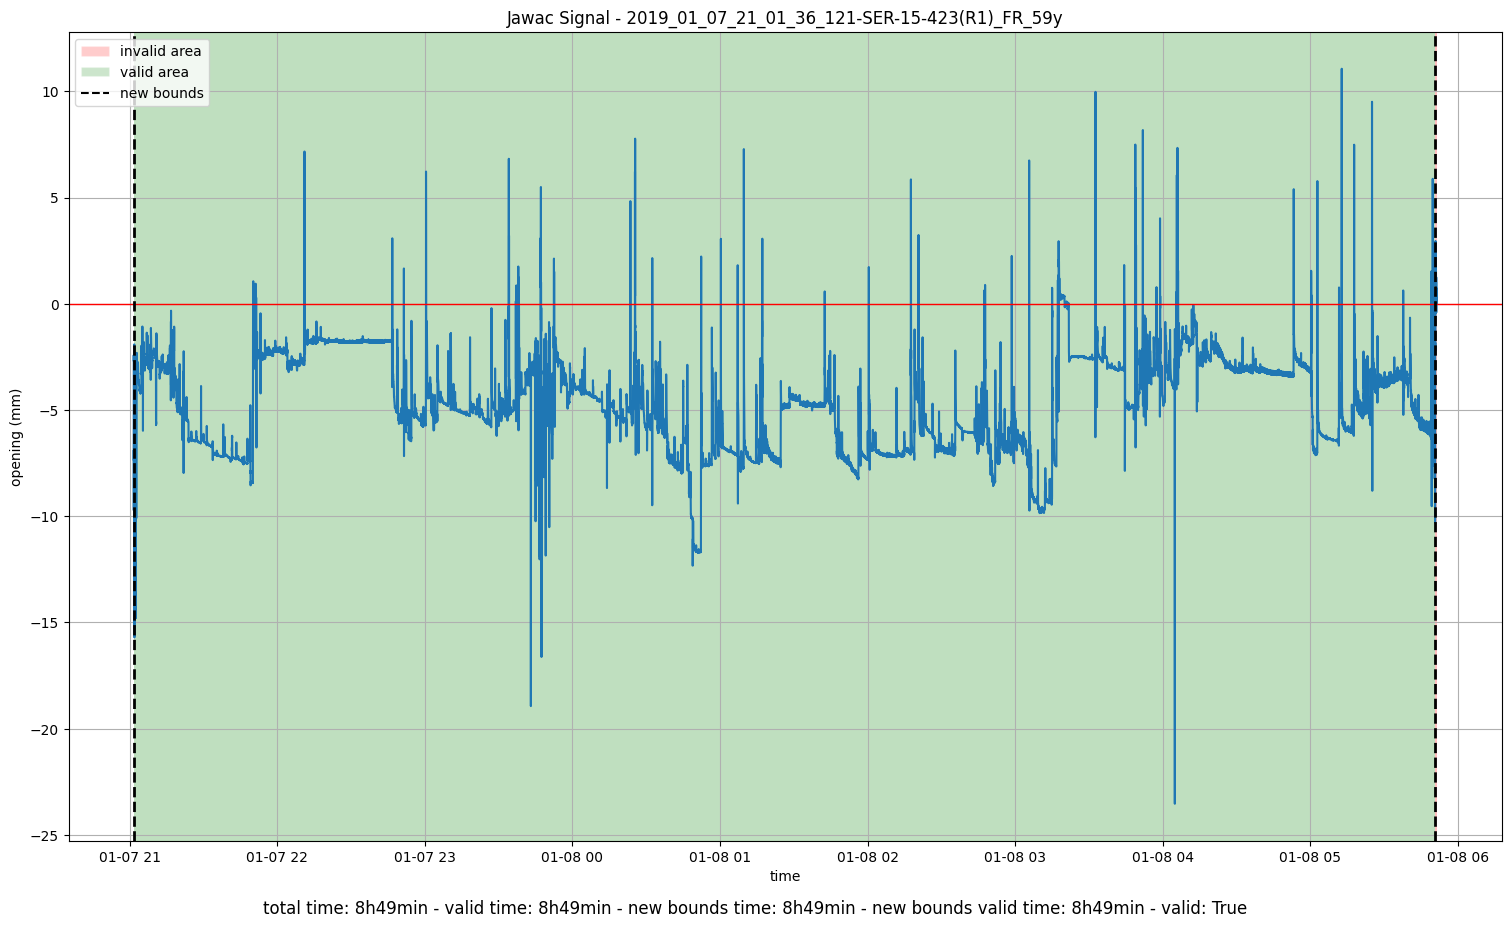 Jawac Signal - 2019_01_07_21_01_36_121-SER-15-423(R1)_FR_59y
invalid area
valid area
new bounds
opening (mm)
10
5
0
−5
−10
−15
−20
−25
01-07 21 01-07 22 01-07 23 01-08 00 01-08 01 01-08 02 01-08 03 01-08 04 01-08 05 01-08 06
time
total time: 8h49min - valid time: 8h49min - new bounds time: 8h49min - new bounds valid time: 8h49min - valid: True